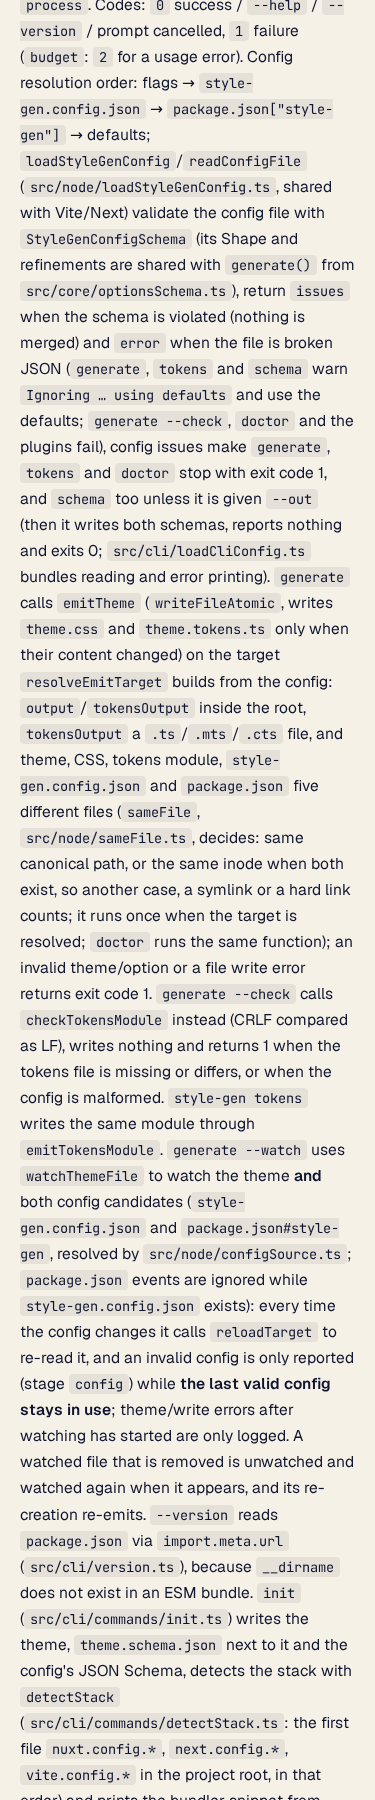 process. Codes: 0 success / --help / --
version / prompt cancelled, 1 failure
(budget: 2 for a usage error). Config
resolution order: flags → style-
gen.config.json → package.json["style-
gen"] → defaults;
loadStyleGenConfig/readConfigFile
(src/node/loadStyleGenConfig.ts, shared
with Vite/Next) validate the config file with
StyleGenConfigSchema (its Shape and
refinements are shared with generate() from
src/core/optionsSchema.ts), return issues
when the schema is violated (nothing is
merged) and error when the file is broken
JSON (generate, tokens and schema warn
Ignoring … using defaults and use the
defaults; generate --check, doctor and the
plugins fail), config issues make generate,
tokens and doctor stop with exit code 1,
and schema too unless it is given --out
(then it writes both schemas, reports nothing
and exits 0; src/cli/loadCliConfig.ts
bundles reading and error printing). generate
calls emitTheme (writeFileAtomic, writes
theme.css and theme.tokens.ts only when
their content changed) on the target
resolveEmitTarget builds from the config:
output/tokensOutput inside the root,
tokensOutput a .ts/.mts/.cts file, and
theme, CSS, tokens module, style-
gen.config.json and package.json five
different files (sameFile,
src/node/sameFile.ts, decides: same
canonical path, or the same inode when both
exist, so another case, a symlink or a hard link
counts; it runs once when the target is
resolved; doctor runs the same function); an
invalid theme/option or a file write error
returns exit code 1. generate --check calls
checkTokensModule instead (CRLF compared
as LF), writes nothing and returns 1 when the
tokens file is missing or differs, or when the
config is malformed. style-gen tokens
writes the same module through
emitTokensModule. generate --watch uses
watchThemeFile to watch the theme and
both config candidates (style-
gen.config.json and package.json#style-
gen, resolved by src/node/configSource.ts;
package.json events are ignored while
style-gen.config.json exists): every time
the config changes it calls reloadTarget to
re-read it, and an invalid config is only reported
(stage config) while the last valid config
stays in use; theme/write errors after
watching has started are only logged. A
watched file that is removed is unwatched and
watched again when it appears, and its re-
creation re-emits. --version reads
package.json via import.meta.url
(src/cli/version.ts), because __dirname
does not exist in an ESM bundle. init
(src/cli/commands/init.ts) writes the
theme, theme.schema.json next to it and the
config's JSON Schema, detects the stack with
detectStack
(src/cli/commands/detectStack.ts: the first
file nuxt.config.*, next.config.*,
vite.config.* in the project root, in that
order) and prints the bundler snippet from